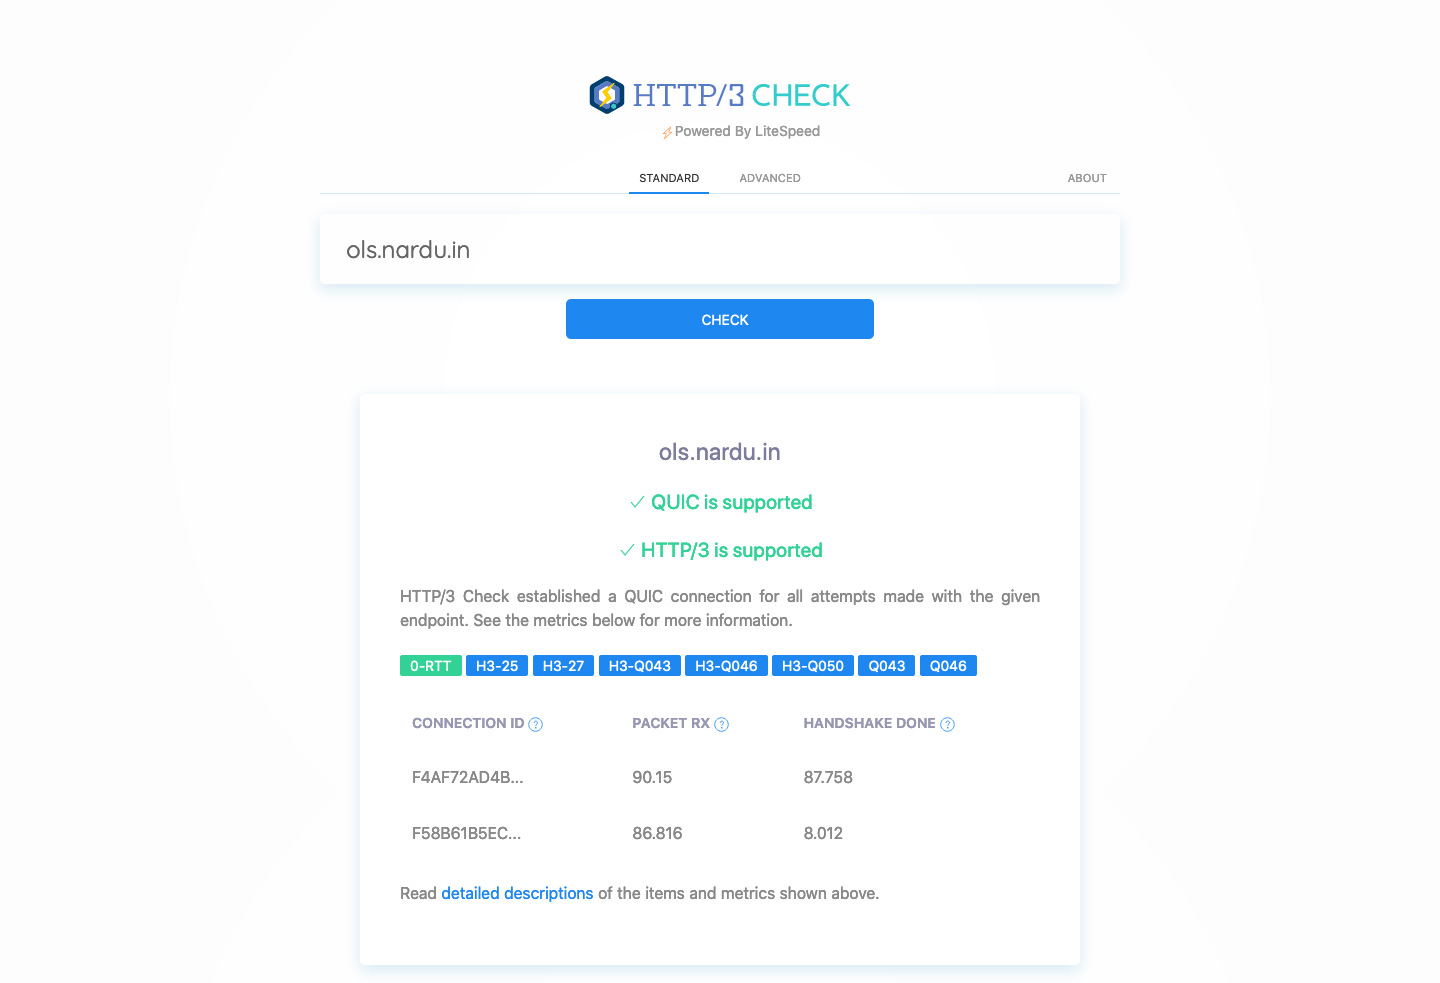 HTTP/3 CHECK
Powered By LiteSpeed
STANDARD ADVANCED ABOUT
ols.nardu.in
CHECK
ols.nardu.in
QUIC is supported
HTTP/3 is supported
HTTP/3 Check established a QUIC connection for all attempts made with the given
endpoint. See the metrics below for more information.
0-RTT H3-25 H3-27 H3-Q043 H3-Q046 H3-Q050 Q043 Q046
CONNECTION ID ? PACKET RX ? HANDSHAKE DONE ?
F4AF72AD4B... 90.15 87.758
F58B61B5EC... 86.816 8.012
Read detailed descriptions of the items and metrics shown above.